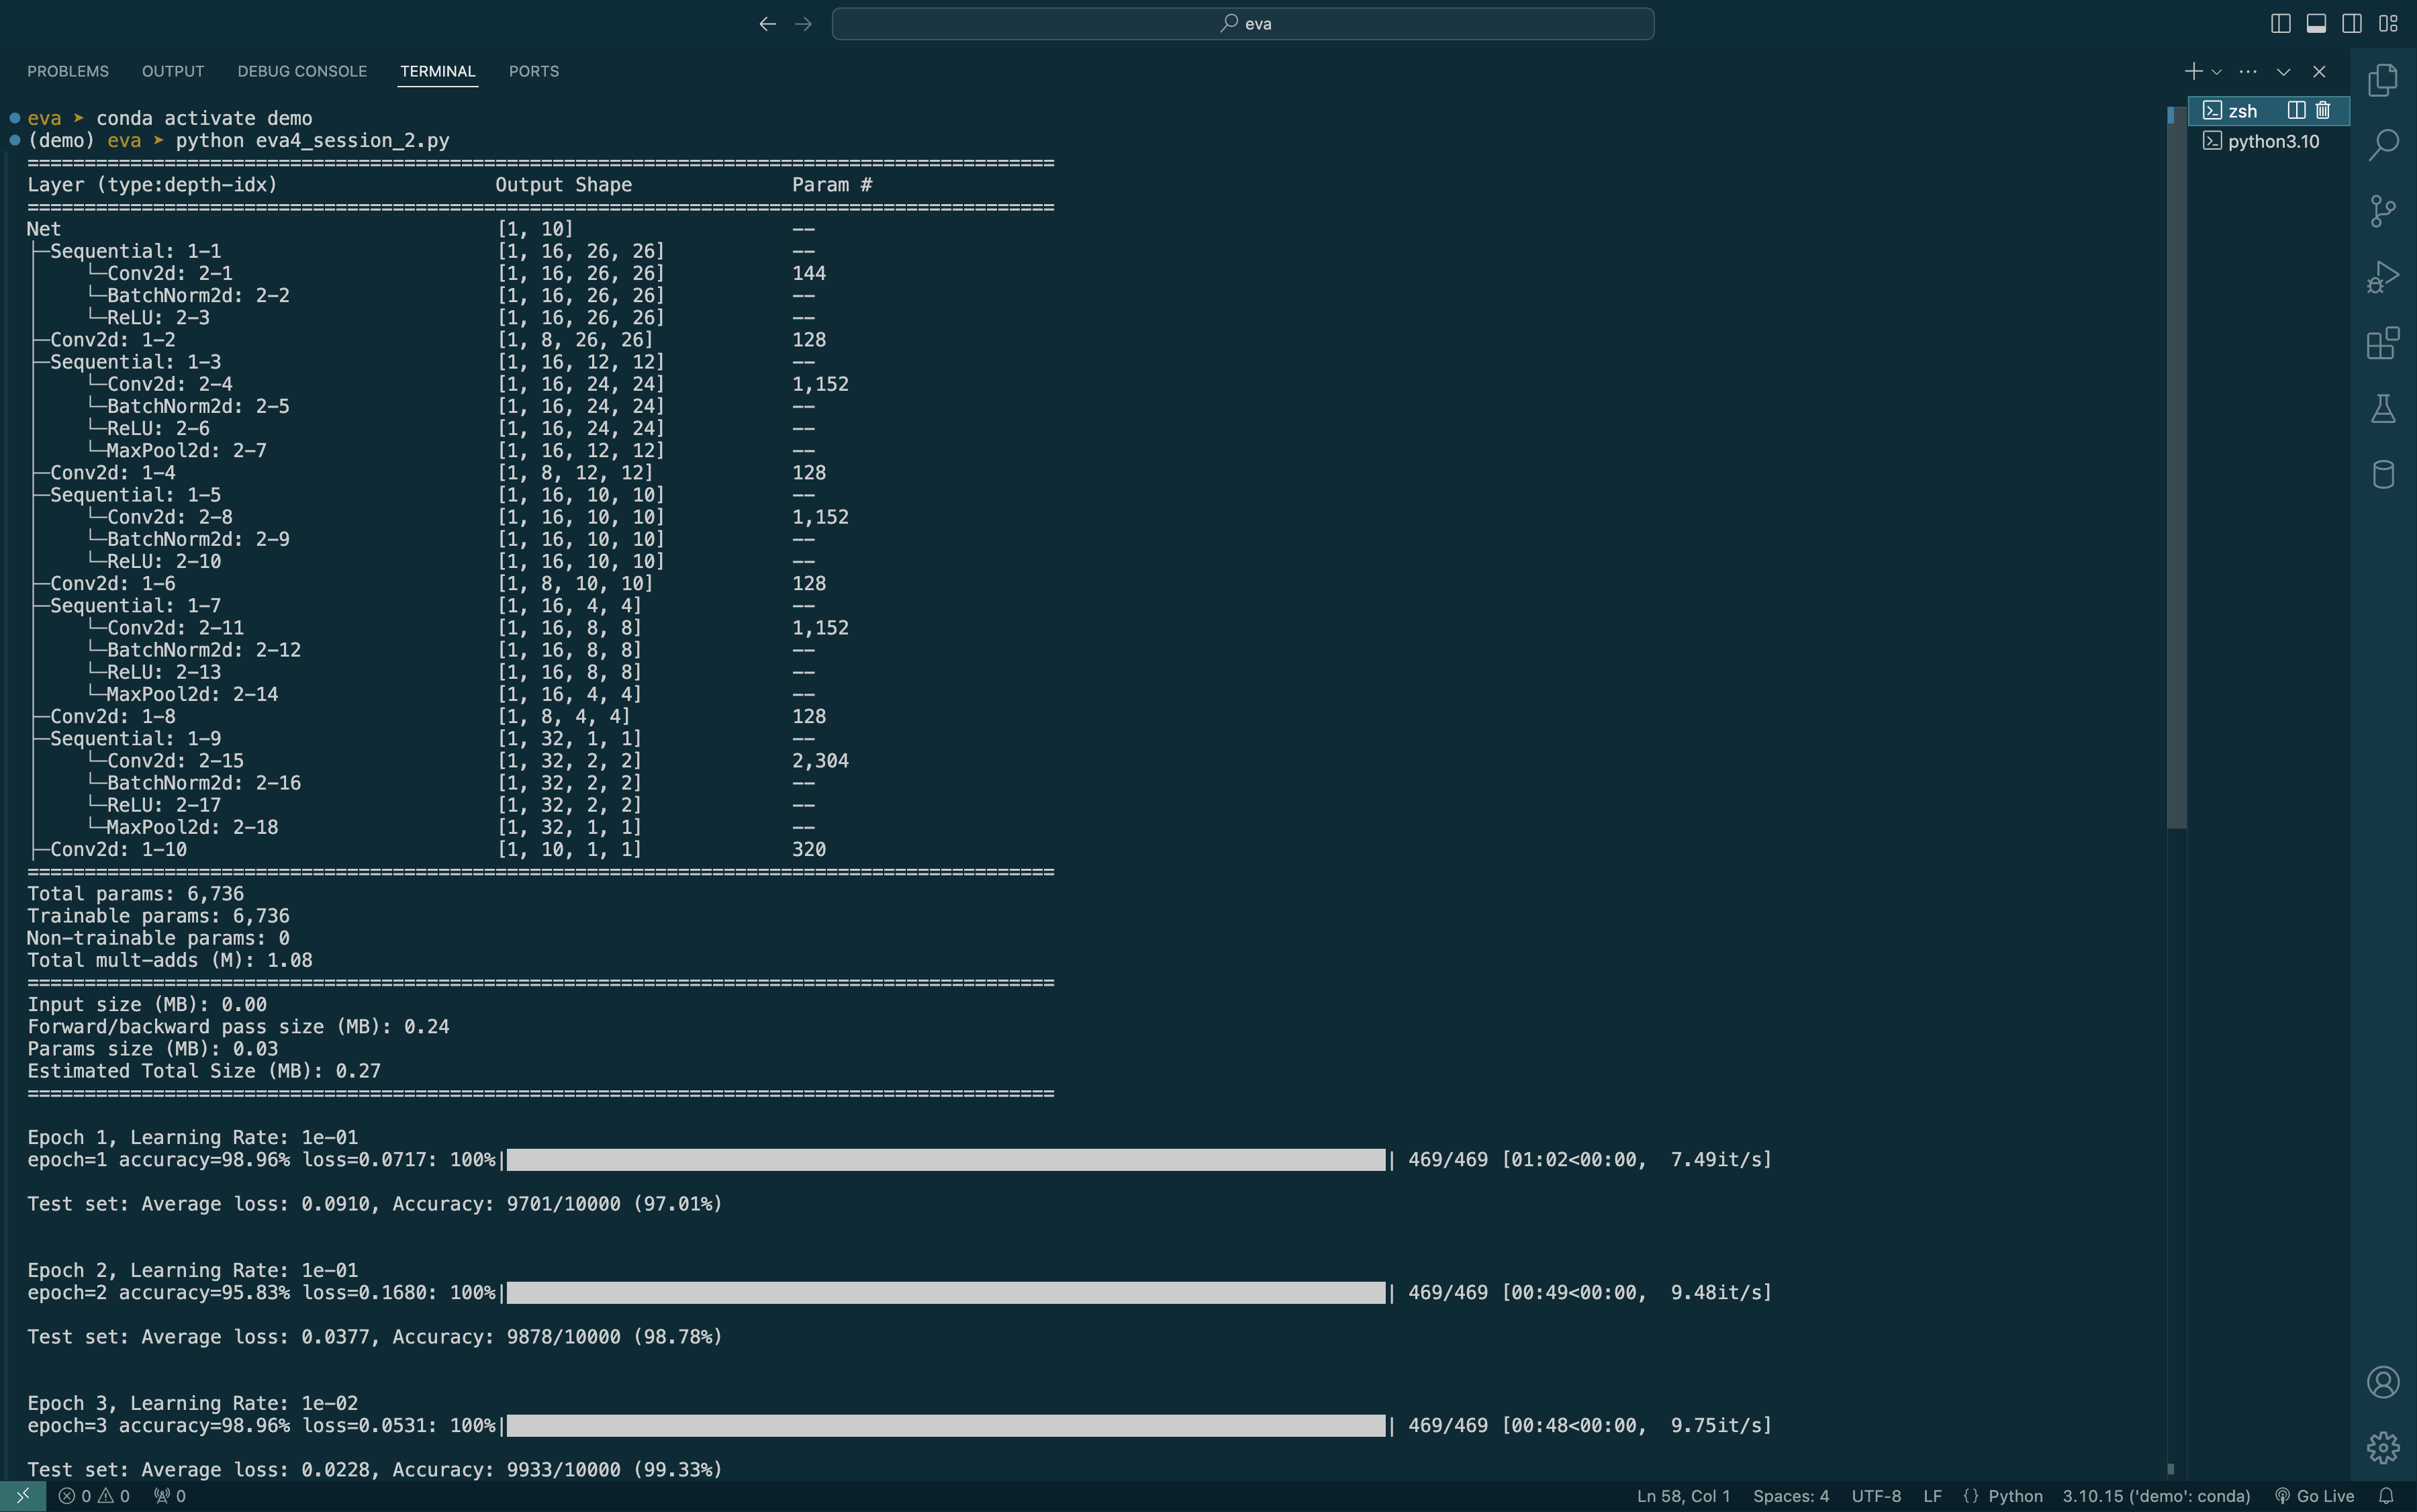 eva
PROBLEMS OUTPUT DEBUG CONSOLE TERMINAL PORTS
zsh
python3.10
eva ➤ conda activate demo
(demo) eva ➤ python eva4_session_2.py
==========================================================================================
Layer (type:depth-idx) Output Shape Param #
==========================================================================================
Net [1, 10] --
├─Sequential: 1-1 [1, 16, 26, 26] --
│ └─Conv2d: 2-1 [1, 16, 26, 26] 144
│ └─BatchNorm2d: 2-2 [1, 16, 26, 26] --
│ └─ReLU: 2-3 [1, 16, 26, 26] --
├─Conv2d: 1-2 [1, 8, 26, 26] 128
├─Sequential: 1-3 [1, 16, 12, 12] --
│ └─Conv2d: 2-4 [1, 16, 24, 24] 1,152
│ └─BatchNorm2d: 2-5 [1, 16, 24, 24] --
│ └─ReLU: 2-6 [1, 16, 24, 24] --
│ └─MaxPool2d: 2-7 [1, 16, 12, 12] --
├─Conv2d: 1-4 [1, 8, 12, 12] 128
├─Sequential: 1-5 [1, 16, 10, 10] --
│ └─Conv2d: 2-8 [1, 16, 10, 10] 1,152
│ └─BatchNorm2d: 2-9 [1, 16, 10, 10] --
│ └─ReLU: 2-10 [1, 16, 10, 10] --
├─Conv2d: 1-6 [1, 8, 10, 10] 128
├─Sequential: 1-7 [1, 16, 4, 4] --
│ └─Conv2d: 2-11 [1, 16, 8, 8] 1,152
│ └─BatchNorm2d: 2-12 [1, 16, 8, 8] --
│ └─ReLU: 2-13 [1, 16, 8, 8] --
│ └─MaxPool2d: 2-14 [1, 16, 4, 4] --
├─Conv2d: 1-8 [1, 8, 4, 4] 128
├─Sequential: 1-9 [1, 32, 1, 1] --
│ └─Conv2d: 2-15 [1, 32, 2, 2] 2,304
│ └─BatchNorm2d: 2-16 [1, 32, 2, 2] --
│ └─ReLU: 2-17 [1, 32, 2, 2] --
│ └─MaxPool2d: 2-18 [1, 32, 1, 1] --
├─Conv2d: 1-10 [1, 10, 1, 1] 320
==========================================================================================
Total params: 6,736
Trainable params: 6,736
Non-trainable params: 0
Total mult-adds (M): 1.08
==========================================================================================
Input size (MB): 0.00
Forward/backward pass size (MB): 0.24
Params size (MB): 0.03
Estimated Total Size (MB): 0.27
==========================================================================================
Epoch 1, Learning Rate: 1e-01
epoch=1 accuracy=98.96% loss=0.0717: 100%|██████████| 469/469 [01:02<00:00, 7.49it/s]
Test set: Average loss: 0.0910, Accuracy: 9701/10000 (97.01%)
Epoch 2, Learning Rate: 1e-01
epoch=2 accuracy=95.83% loss=0.1680: 100%|██████████| 469/469 [00:49<00:00, 9.48it/s]
Test set: Average loss: 0.0377, Accuracy: 9878/10000 (98.78%)
Epoch 3, Learning Rate: 1e-02
epoch=3 accuracy=98.96% loss=0.0531: 100%|██████████| 469/469 [00:48<00:00, 9.75it/s]
Test set: Average loss: 0.0228, Accuracy: 9933/10000 (99.33%)
0 0 0 Ln 58, Col 1 Spaces: 4 UTF-8 LF {} Python 3.10.15 ('demo': conda) Go Live